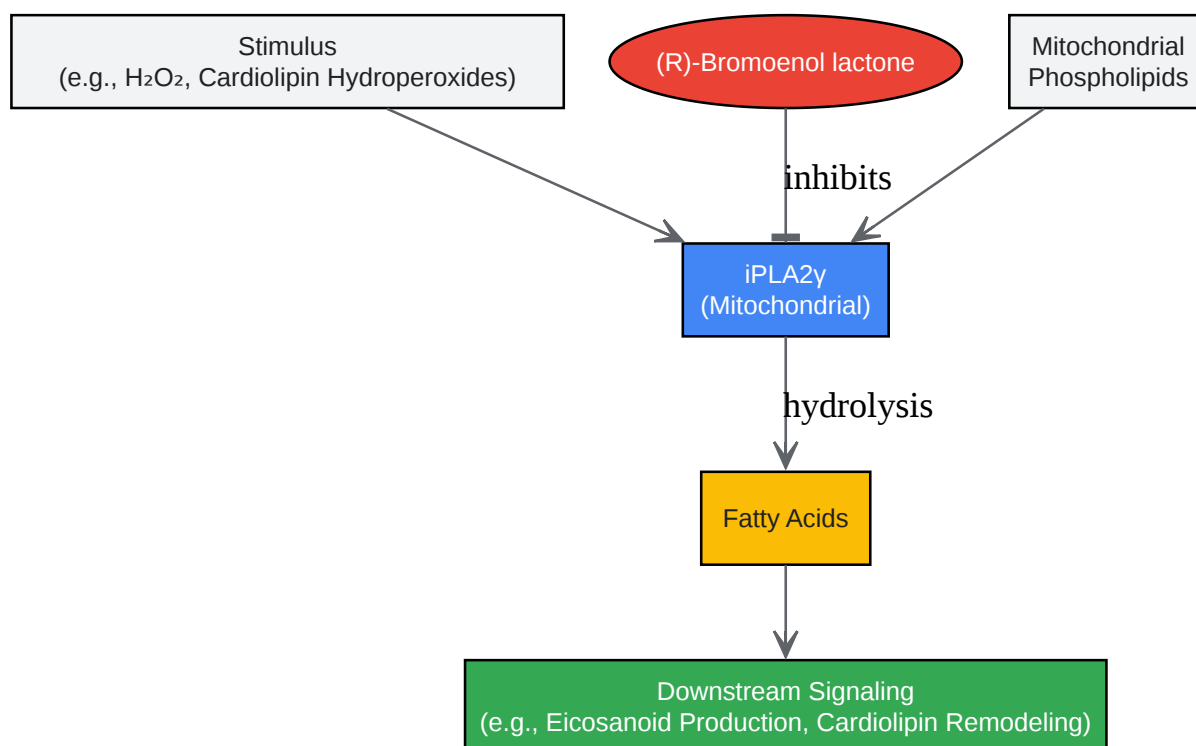 Stimulus
(e.g., H₂O₂, Cardiolipin Hydroperoxides)
(R)-Bromoenol lactone
Mitochondrial
Phospholipids
inhibits
iPLA2γ
(Mitochondrial)
hydrolysis
Fatty Acids
Downstream Signaling
(e.g., Eicosanoid Production, Cardiolipin Remodeling)